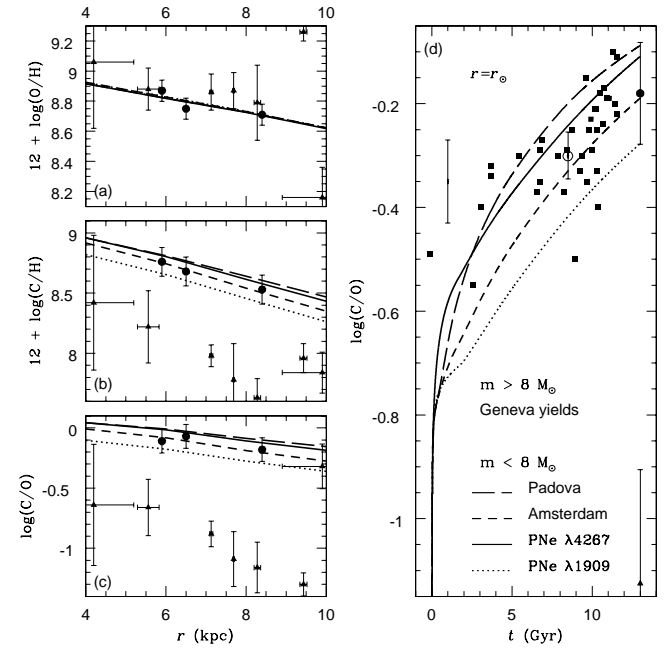 (a)
12 + log(O/H)
9.2
9
8.8
8.6
8.4
8.2
4
6
8
10
(b)
12 + log(C/H)
9
8.5
8
(c)
log(C/O)
0
-0.5
-1
4
6
8
10
r (kpc)
(d)
r=r⊙
log(C/O)
-0.2
-0.4
-0.6
-0.8
-1
m > 8 M⊙
Geneva yields
m < 8 M⊙
Padova
Amsterdam
PNe λ4267
PNe λ1909
0
5
10
t (Gyr)